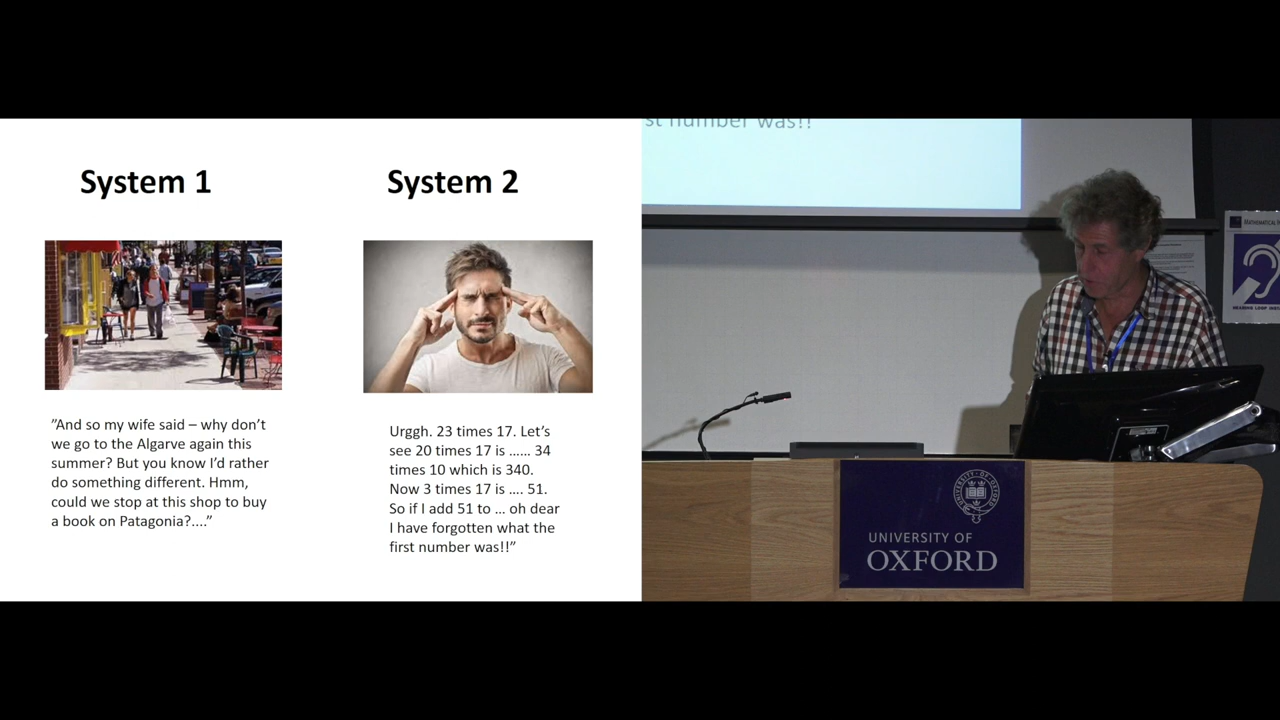 System 1
System 2
”And so my wife said – why don’t
we go to the Algarve again this
summer? But you know I’d rather
do something different. Hmm,
could we stop at this shop to buy
a book on Patagonia?....”
Urggh. 23 times 17. Let’s
see 20 times 17 is …… 34
times 10 which is 340.
Now 3 times 17 is …. 51.
So if I add 51 to … oh dear
I have forgotten what the
first number was!!”
st number was!!
UNIVERSITY OF
OXFORD